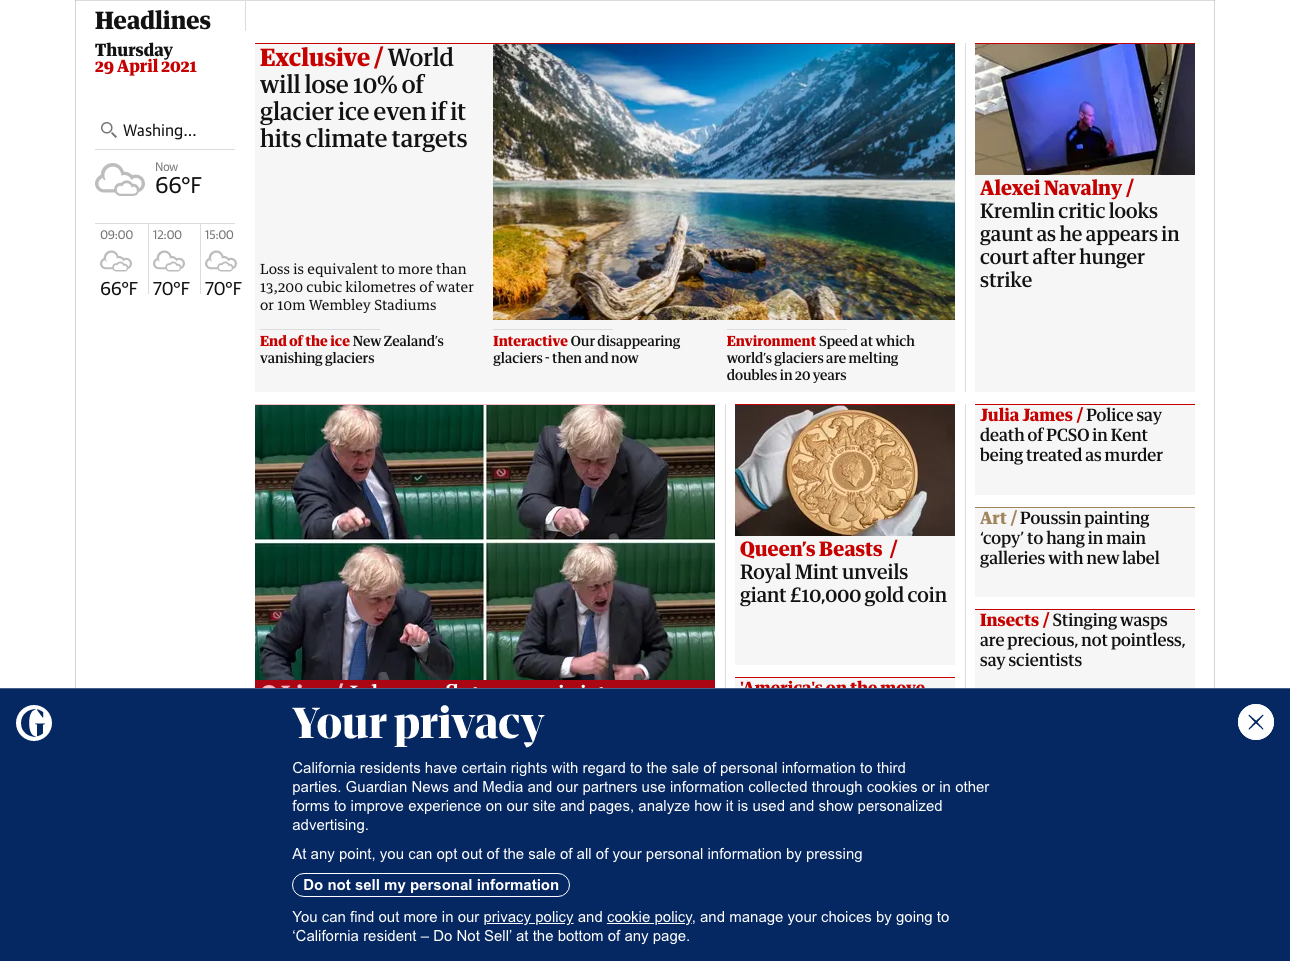 Headlines
Thursday
29 April 2021
Washing...
Now
66°F
09:00
12:00
15:00
66°F
70°F
70°F
Exclusive / World
will lose 10% of
glacier ice even if it
hits climate targets
Loss is equivalent to more than
13,200 cubic kilometres of water
or 10m Wembley Stadiums
End of the ice New Zealand's
vanishing glaciers
Interactive Our disappearing
glaciers - then and now
Environment Speed at which
world's glaciers are melting
doubles in 20 years
Alexei Navalny /
Kremlin critic looks
gaunt as he appears in
court after hunger
strike
Queen's Beasts /
Royal Mint unveils
giant £10,000 gold coin
'America's on the move
Julia James / Police say
death of PCSO in Kent
being treated as murder
Art / Poussin painting
'copy' to hang in main
galleries with new label
Insects / Stinging wasps
are precious, not pointless,
say scientists
Your privacy
California residents have certain rights with regard to the sale of personal information to third
parties. Guardian News and Media and our partners use information collected through cookies or in other
forms to improve experience on our site and pages, analyze how it is used and show personalized
advertising.
At any point, you can opt out of the sale of all of your personal information by pressing
Do not sell my personal information
You can find out more in our privacy policy and cookie policy, and manage your choices by going to
‘California resident – Do Not Sell’ at the bottom of any page.